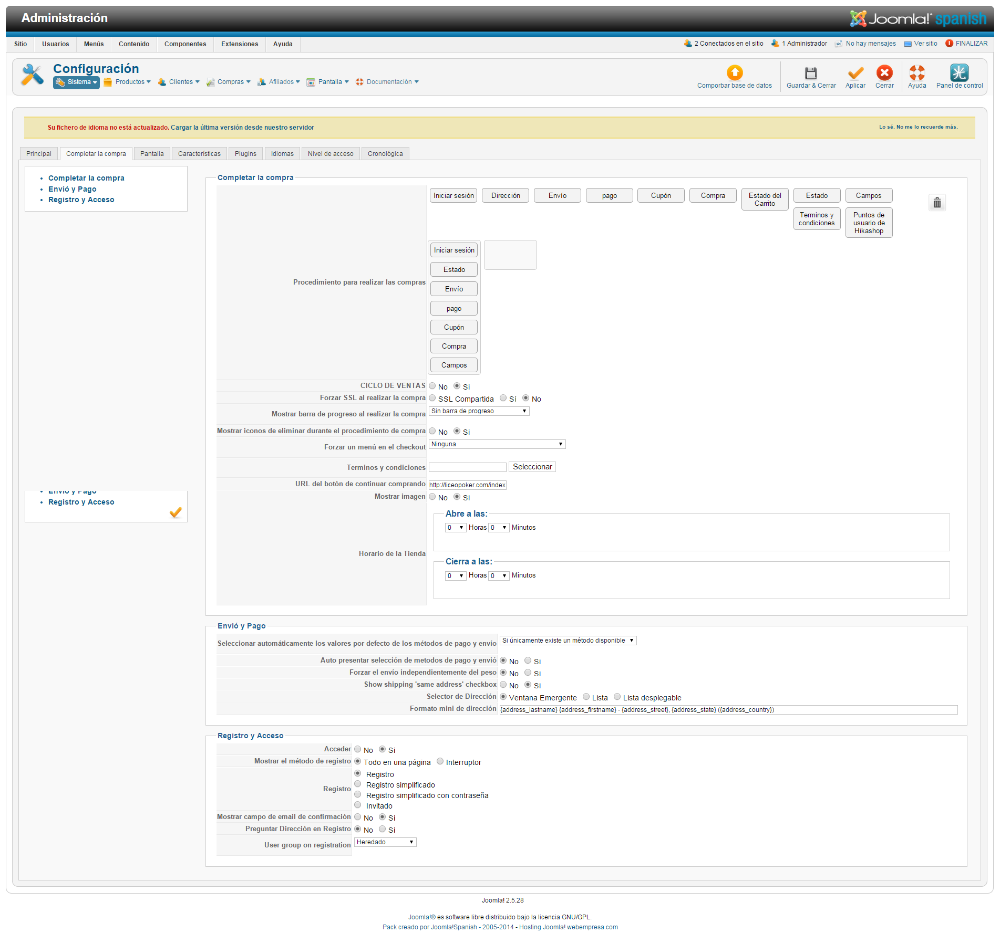 Administración
Joomla! spanish
Sitio Usuarios Menús Contenido Componentes Extensiones Ayuda
2 Conectados en el sitio 1 Administrador No hay mensajes Ver sitio FINALIZAR
Configuración
Sistema Productos Clientes Compras Afiliados Pantalla Documentación
Comporbar base de datos Guardar & Cerrar Aplicar Cerrar Ayuda Panel de control
Su fichero de idioma no está actualizado. Cargar la última versión desde nuestro servidor
Lo sé. No me lo recuerde más.
Principal Completar la compra Pantalla Características Plugins Idiomas Nivel de acceso Cronológica
Completar la compra
Envió y Pago
Registro y Acceso
Envió y Pago
Registro y Acceso
Completar la compra
Procedimiento para realizar las compras
Iniciar sesión Dirección Envío pago Cupón Compra Estado del Carrito Estado Campos
Terminos y condiciones Puntos de usuario de Hikashop
Iniciar sesión
Estado
Envío
pago
Cupón
Compra
Campos
CICLO DE VENTAS No Si
Forzar SSL al realizar la compra SSL Compartida Sí No
Mostrar barra de progreso al realizar la compra Sin barra de progreso
Mostrar iconos de eliminar durante el procedimiento de compra No Si
Forzar un menú en el checkout Ninguna
Terminos y condiciones Seleccionar
URL del botón de continuar comprando http://liceopoker.com/index
Mostrar imagen No Si
Horario de la Tienda
Abre a las:
0 Horas 0 Minutos
Cierra a las:
0 Horas 0 Minutos
Envió y Pago
Seleccionar automáticamente los valores por defecto de los métodos de pago y envío Si únicamente existe un método disponible
Auto presentar selección de metodos de pago y envió No Si
Forzar el envío independientemente del peso No Si
Show shipping 'same address' checkbox No Si
Selector de Dirección Ventana Emergente Lista Lista desplegable
Formato mini de dirección {address_lastname} {address_firstname} - {address_street}, {address_state} ({address_country})
Registro y Acceso
Acceder No Si
Mostrar el método de registro Todo en una página Interruptor
Registro
Registro
Registro simplificado
Registro simplificado con contraseña
Invitado
Mostrar campo de email de confirmación No Si
Preguntar Dirección en Registro No Si
User group on registration Heredado
Joomla! 2.5.28
Joomla!® es software libre distribuido bajo la licencia GNU/GPL.
Pack creado por Joomla!Spanish - 2005-2014 - Hosting Joomla! webempresa.com